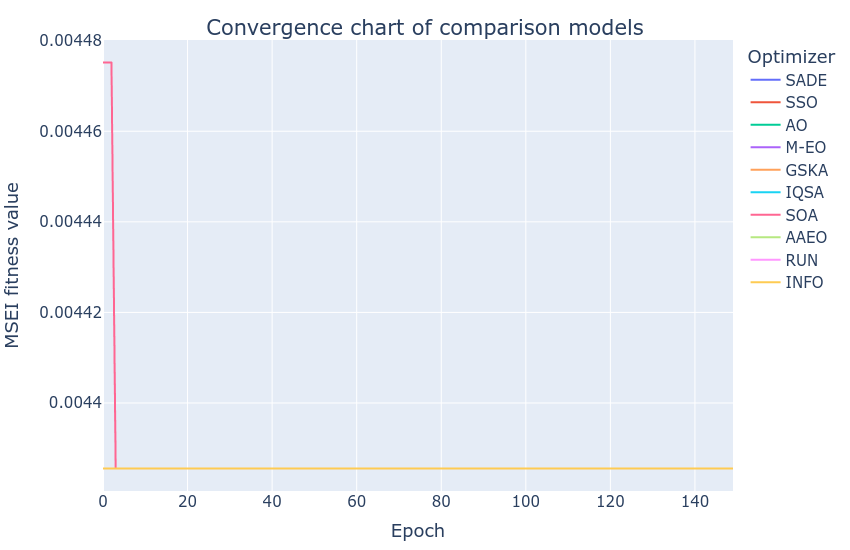 Convergence chart of comparison models
MSEI fitness value
0.00448
0.00446
0.00444
0.00442
0.0044
0
20
40
60
80
100
120
140
Epoch
Optimizer
SADE
SSO
AO
M-EO
GSKA
IQSA
SOA
AAEO
RUN
INFO